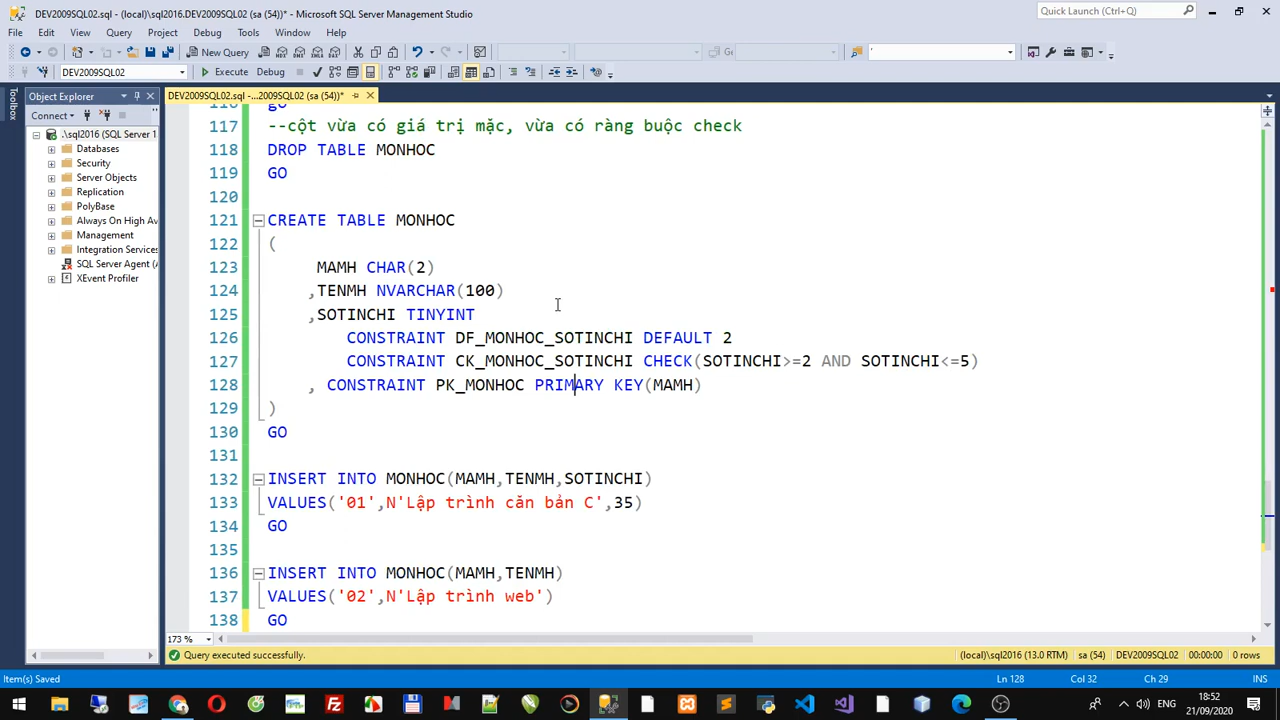 DEV2009SQL02.sql - (local)\sql2016.DEV2009SQL02 (sa (54))* - Microsoft SQL Server Management Studio
Quick Launch (Ctrl+Q)
File Edit View Query Project Debug Tools Window Help
New Query
DEV2009SQL02
Execute Debug
Toolbox
Object Explorer
DEV2009SQL02.sql -...2009SQL02 (sa (54))*
Connect
.\sql2016 (SQL Server 1
Databases
Security
Server Objects
Replication
PolyBase
Always On High Av
Management
Integration Services
SQL Server Agent (A
XEvent Profiler
116 go
117 --cột vừa có giá trị mặc, vừa có ràng buộc check
118 DROP TABLE MONHOC
119 GO
120
121 CREATE TABLE MONHOC
122 (
123 MAMH CHAR(2)
124 ,TENMH NVARCHAR(100)
125 ,SOTINCHI TINYINT
126 CONSTRAINT DF_MONHOC_SOTINCHI DEFAULT 2
127 CONSTRAINT CK_MONHOC_SOTINCHI CHECK(SOTINCHI>=2 AND SOTINCHI<=5)
128 , CONSTRAINT PK_MONHOC PRIMARY KEY(MAMH)
129 )
130 GO
131
132 INSERT INTO MONHOC(MAMH,TENMH,SOTINCHI)
133 VALUES('01',N'Lập trình căn bản C',35)
134 GO
135
136 INSERT INTO MONHOC(MAMH,TENMH)
137 VALUES('02',N'Lập trình web')
138 GO
173 %
Query executed successfully.
(local)\sql2016 (13.0 RTM) sa (54) DEV2009SQL02 00:00:00 0 rows
Item(s) Saved
Ln 128 Col 32 Ch 29 INS
ENG
18:52
21/09/2020